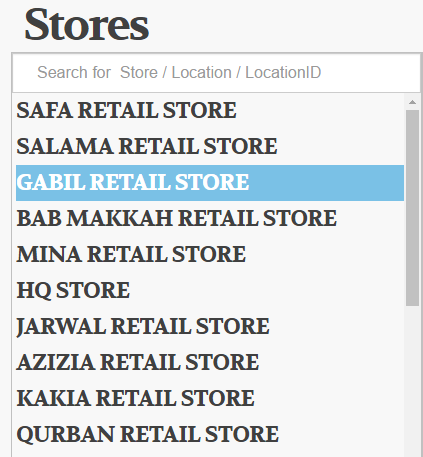 Stores
Search for  Store / Location / LocationID
SAFA RETAIL STORE
SALAMA RETAIL STORE
GABIL RETAIL STORE
BAB MAKKAH RETAIL STORE
MINA RETAIL STORE
HQ STORE
JARWAL RETAIL STORE
AZIZIA RETAIL STORE
KAKIA RETAIL STORE
QURBAN RETAIL STORE